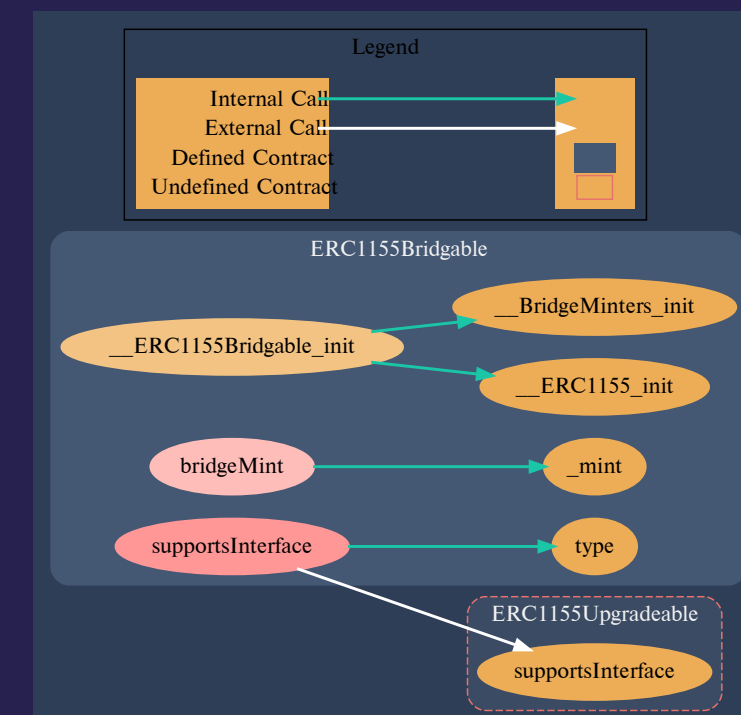 Legend
Internal Call
External Call
Defined Contract
Undefined Contract
ERC1155Bridgable
__BridgeMinters_init
__ERC1155Bridgable_init
__ERC1155_init
bridgeMint
_mint
supportsInterface
type
ERC1155Upgradeable
supportsInterface